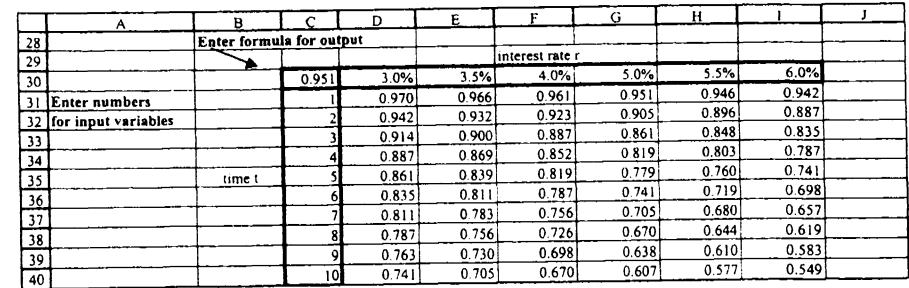 A B C D E F G H I J
28 Enter formula for output
29 interest rate r
30 0.951 3.0% 3.5% 4.0% 5.0% 5.5% 6.0%
31 Enter numbers 1 0.970 0.966 0.961 0.951 0.946 0.942
32 for input variables 2 0.942 0.932 0.923 0.905 0.896 0.887
33 3 0.914 0.900 0.887 0.861 0.848 0.835
34 4 0.887 0.869 0.852 0 819 0.803 0.787
35 time t 5 0.861 0.839 0.819 0.779 0.760 0.741
36 6 0.835 0.811 0.787 0.741 0.719 0.698
37 7 0.811 0.783 0.756 0.705 0.680 0.657
38 8 0.787 0.756 0.726 0.670 0.644 0.619
39 9 0.763 0.730 0.698 0.638 0.610 0.583
40 10 0.741 0.705 0.670 0.607 0.577 0.549